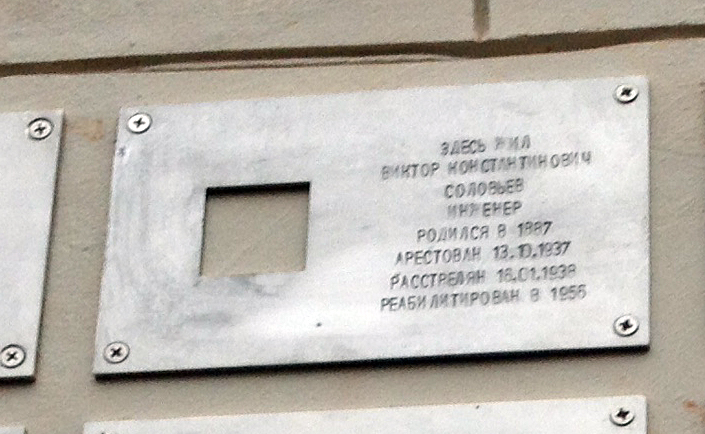 ЗДЕСЬ ЖИЛ
ВИКТОР КОНСТАНТИНОВИЧ
СОЛОВЬЕВ
ИНЖЕНЕР
РОДИЛСЯ В 1887
АРЕСТОВАН 13.10.1937
РАССТРЕЛЯН 16.01.1938
РЕАБИЛИТИРОВАН В 1956